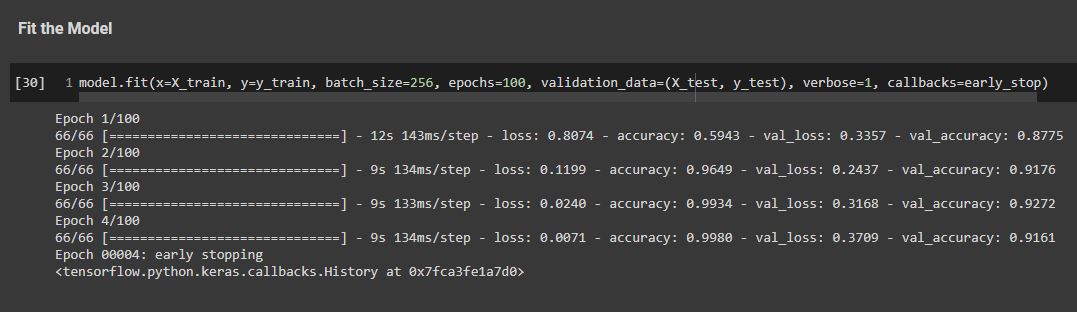 Fit the Model
[30] 1 model.fit(x=X_train, y=y_train, batch_size=256, epochs=100, validation_data=(X_test, y_test), verbose=1, callbacks=early_stop)
Epoch 1/100
66/66 [==============================] - 12s 143ms/step - loss: 0.8074 - accuracy: 0.5943 - val_loss: 0.3357 - val_accuracy: 0.8775
Epoch 2/100
66/66 [==============================] - 9s 134ms/step - loss: 0.1199 - accuracy: 0.9649 - val_loss: 0.2437 - val_accuracy: 0.9176
Epoch 3/100
66/66 [==============================] - 9s 133ms/step - loss: 0.0240 - accuracy: 0.9934 - val_loss: 0.3168 - val_accuracy: 0.9272
Epoch 4/100
66/66 [==============================] - 9s 134ms/step - loss: 0.0071 - accuracy: 0.9980 - val_loss: 0.3709 - val_accuracy: 0.9161
Epoch 00004: early stopping
<tensorflow.python.keras.callbacks.History at 0x7fca3fe1a7d0>